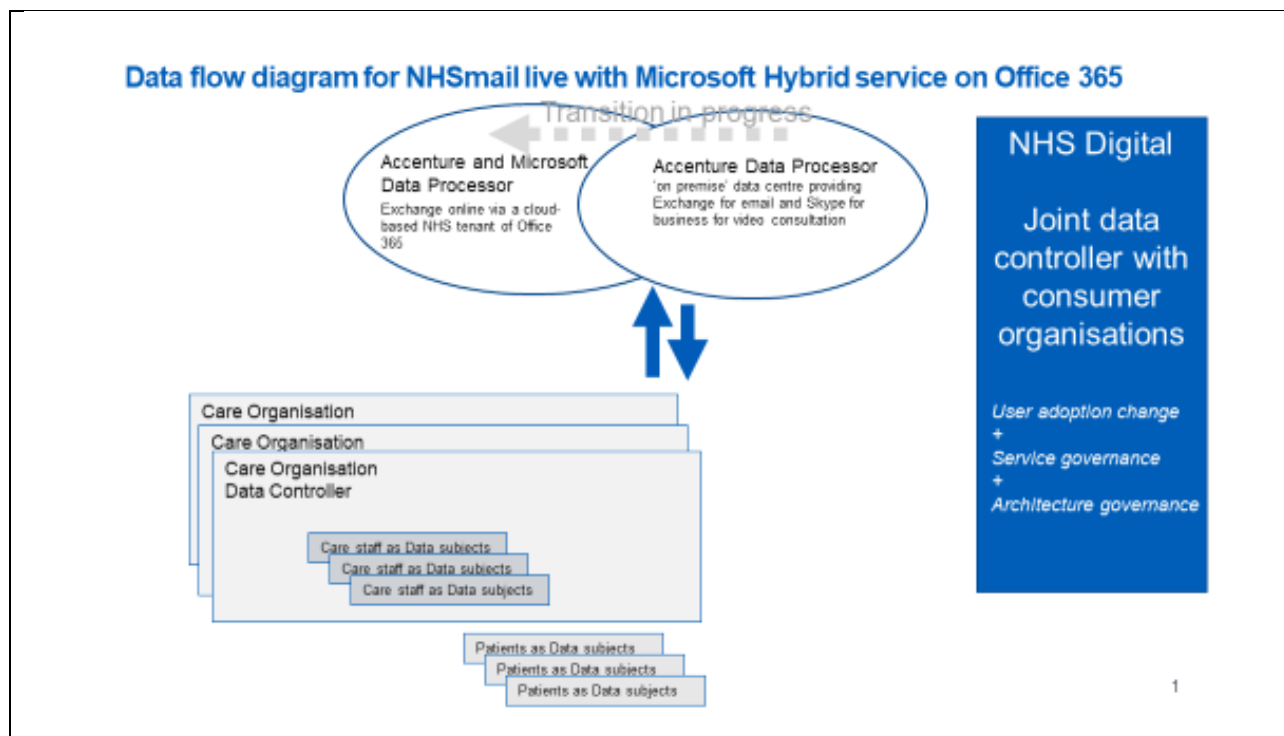 Data flow diagram for NHSmail live with Microsoft Hybrid service on Office 365
Transition in progress
Accenture and Microsoft
Data Processor
Exchange online via a cloud-
based NHS tenant of Office
365
Accenture Data Processor
'on premise' data centre providing
Exchange for email and Skype for
business for video consultation
NHS Digital
Joint data
controller with
consumer
organisations
User adoption change
+
Service governance
+
Architecture governance
Care Organisation
Care Organisation
Care Organisation
Data Controller
Care staff as Data subjects
Care staff as Data subjects
Care staff as Data subjects
Patients as Data subjects
Patients as Data subjects
Patients as Data subjects
1